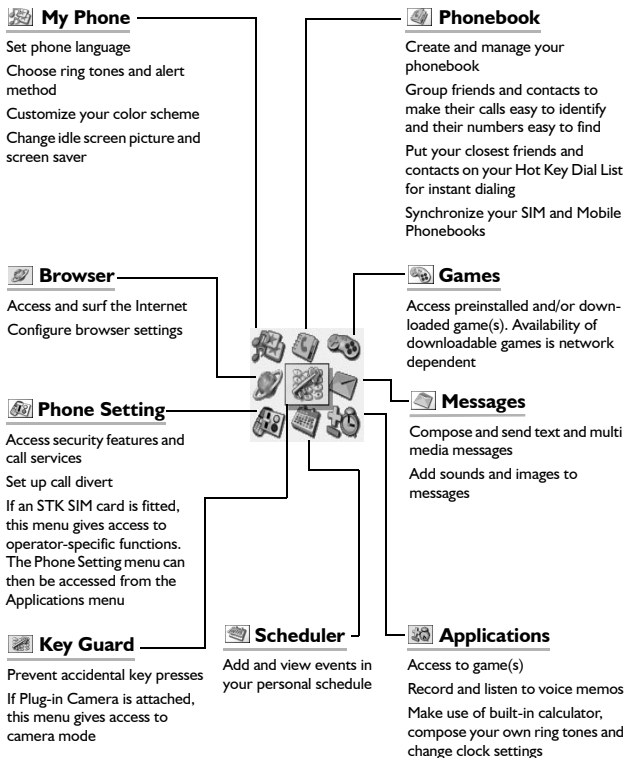 My Phone
Set phone language
Choose ring tones and alert
method
Customize your color scheme
Change idle screen picture and
screen saver
Phonebook
Create and manage your
phonebook
Group friends and contacts to
make their calls easy to identify
and their numbers easy to find
Put your closest friends and
contacts on your Hot Key Dial List
for instant dialing
Synchronize your SIM and Mobile
Phonebooks
Browser
Access and surf the Internet
Configure browser settings
Games
Access preinstalled and/or down-
loaded game(s). Availability of
downloadable games is network
dependent
Phone Setting
Access security features and
call services
Set up call divert
If an STK SIM card is fitted,
this menu gives access to
operator-specific functions.
The Phone Setting menu can
then be accessed from the
Applications menu
Messages
Compose and send text and multi
media messages
Add sounds and images to
messages
Key Guard
Prevent accidental key presses
If Plug-in Camera is attached,
this menu gives access to
camera mode
Scheduler
Add and view events in
your personal schedule
Applications
Access to game(s)
Record and listen to voice memos
Make use of built-in calculator,
compose your own ring tones and
change clock settings